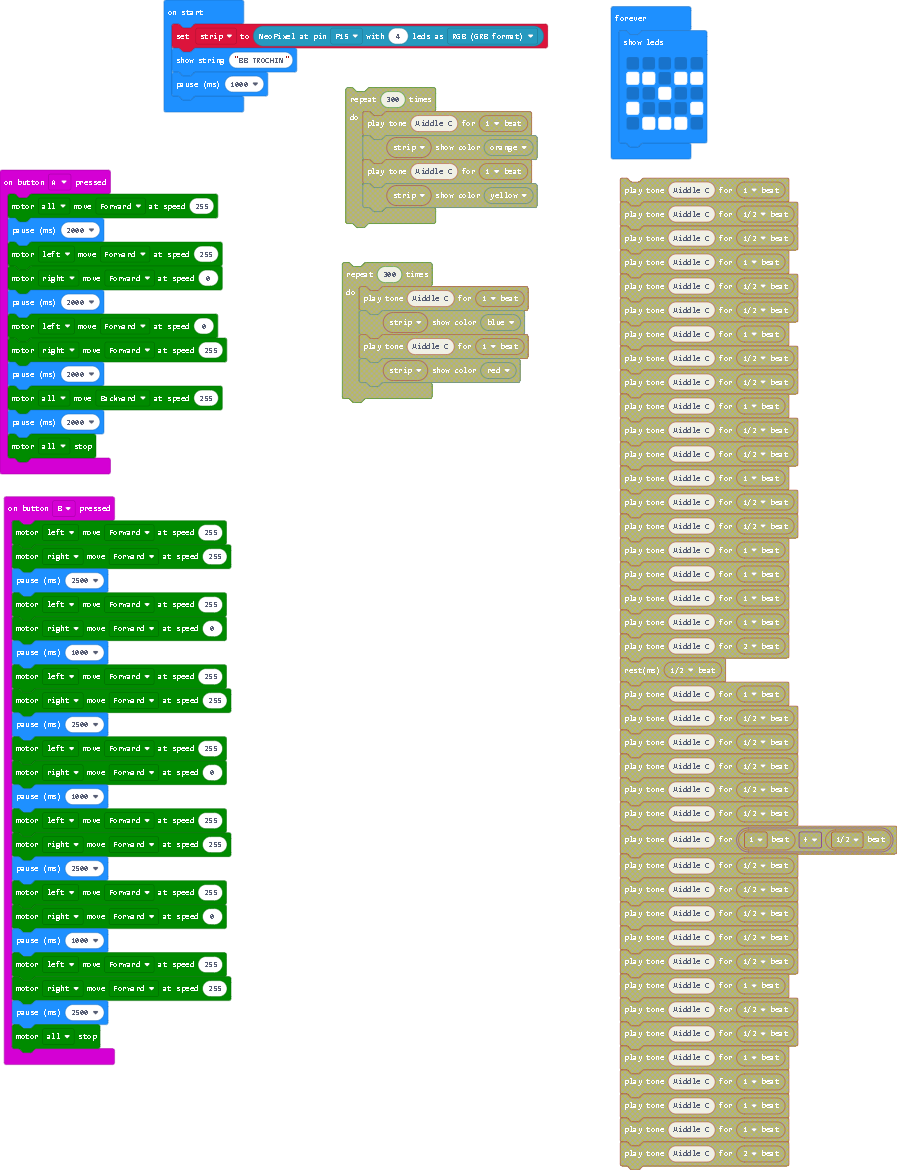 on start
set strip to NeoPixel at pin P15 with 4 leds as RGB (GRB format)
show string "BB TROCHIN"
pause (ms) 1000
repeat 300 times
do
play tone Middle C for 1 beat
strip show color orange
play tone Middle C for 1 beat
strip show color yellow
repeat 300 times
do
play tone Middle C for 1 beat
strip show color blue
play tone Middle C for 1 beat
strip show color red
on button A pressed
motor all move Forward at speed 255
pause (ms) 2000
motor left move Forward at speed 255
motor right move Forward at speed 0
pause (ms) 2000
motor left move Forward at speed 0
motor right move Forward at speed 255
pause (ms) 2000
motor all move Backward at speed 255
pause (ms) 2000
motor all stop
on button B pressed
motor left move Forward at speed 255
motor right move Forward at speed 255
pause (ms) 2500
motor left move Forward at speed 255
motor right move Forward at speed 0
pause (ms) 1000
motor left move Forward at speed 255
motor right move Forward at speed 255
pause (ms) 2500
motor left move Forward at speed 255
motor right move Forward at speed 0
pause (ms) 1000
motor left move Forward at speed 255
motor right move Forward at speed 255
pause (ms) 2500
motor left move Forward at speed 255
motor right move Forward at speed 0
pause (ms) 1000
motor left move Forward at speed 255
motor right move Forward at speed 255
pause (ms) 2500
motor all stop
forever
show leds
play tone Middle C for 1 beat
play tone Middle C for 1/2 beat
play tone Middle C for 1/2 beat
play tone Middle C for 1 beat
play tone Middle C for 1/2 beat
play tone Middle C for 1/2 beat
play tone Middle C for 1 beat
play tone Middle C for 1/2 beat
play tone Middle C for 1/2 beat
play tone Middle C for 1 beat
play tone Middle C for 1/2 beat
play tone Middle C for 1/2 beat
play tone Middle C for 1 beat
play tone Middle C for 1/2 beat
play tone Middle C for 1/2 beat
play tone Middle C for 1 beat
play tone Middle C for 1 beat
play tone Middle C for 1 beat
play tone Middle C for 1 beat
play tone Middle C for 2 beat
rest(ms) 1/2 beat
play tone Middle C for 1 beat
play tone Middle C for 1/2 beat
play tone Middle C for 1/2 beat
play tone Middle C for 1/2 beat
play tone Middle C for 1/2 beat
play tone Middle C for 1/2 beat
play tone Middle C for 1 beat + 1/2 beat
play tone Middle C for 1/2 beat
play tone Middle C for 1/2 beat
play tone Middle C for 1/2 beat
play tone Middle C for 1/2 beat
play tone Middle C for 1/2 beat
play tone Middle C for 1 beat
play tone Middle C for 1/2 beat
play tone Middle C for 1/2 beat
play tone Middle C for 1 beat
play tone Middle C for 1 beat
play tone Middle C for 1 beat
play tone Middle C for 1 beat
play tone Middle C for 2 beat